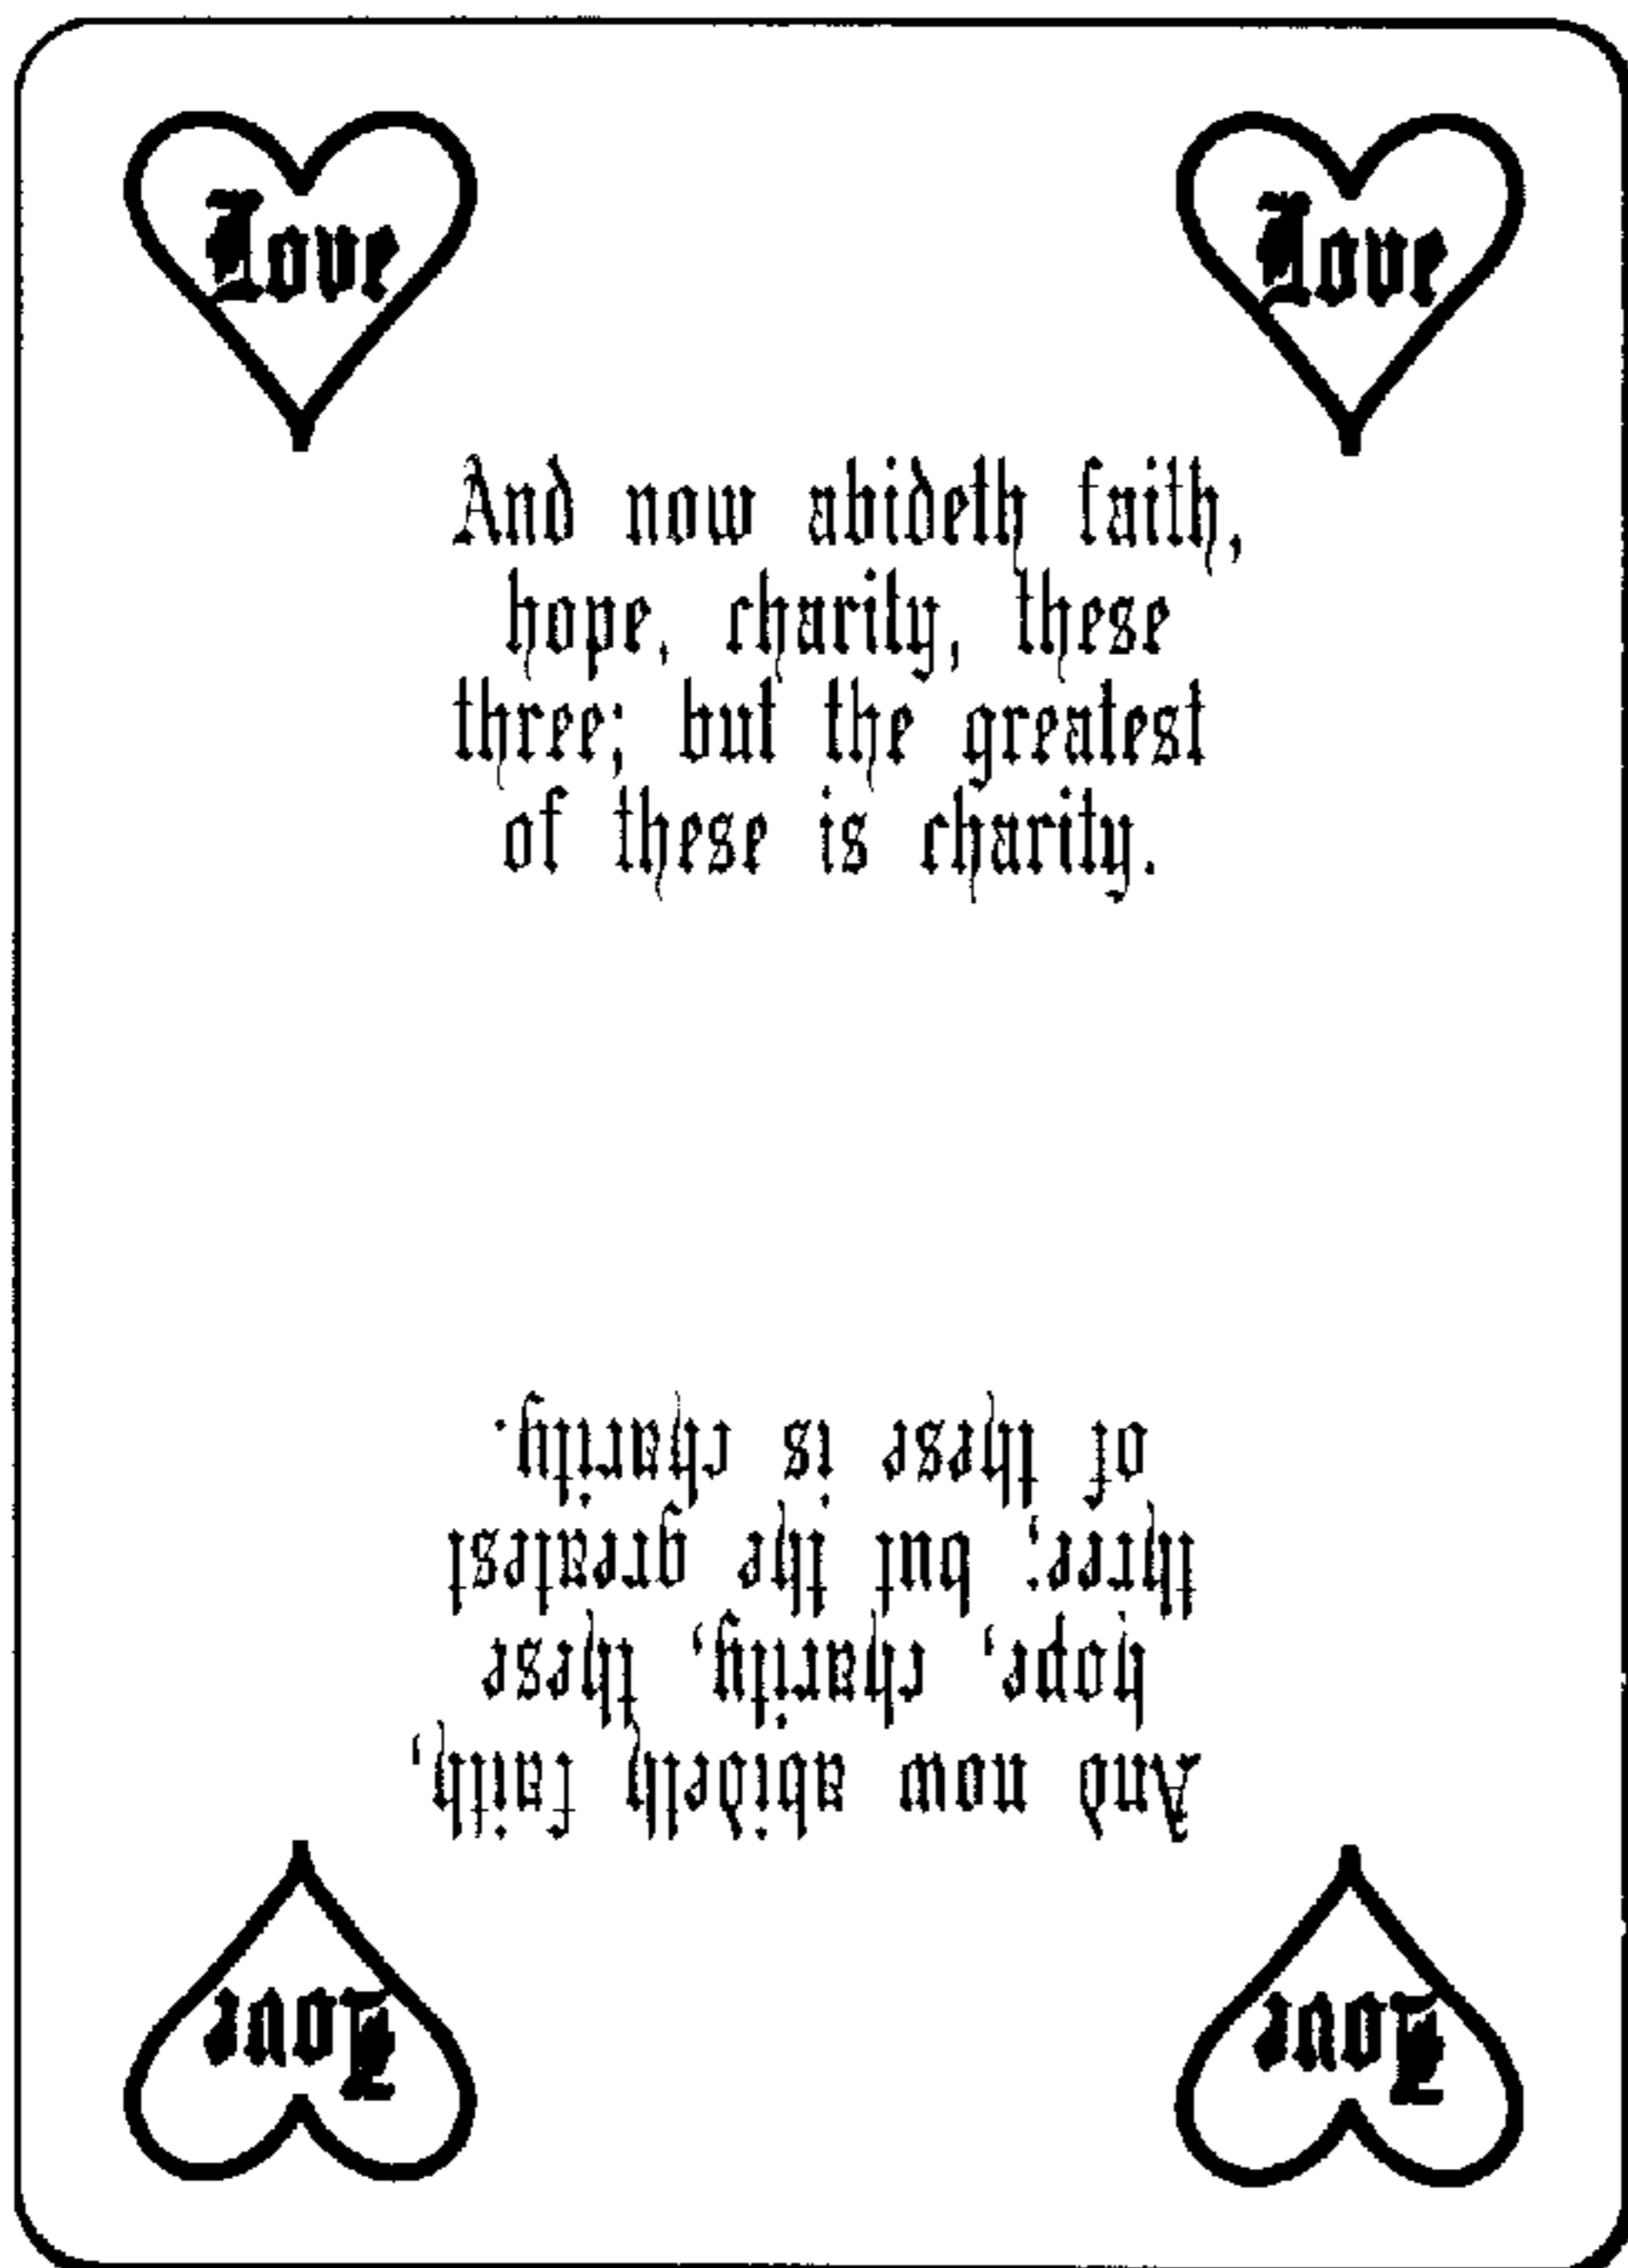 Love Love
And now abideth faith,
hope, charity, these
three; but the greatest
of these is charity.
And now abideth faith,
hope, charity, these
three; but the greatest
of these is charity.
Love Love